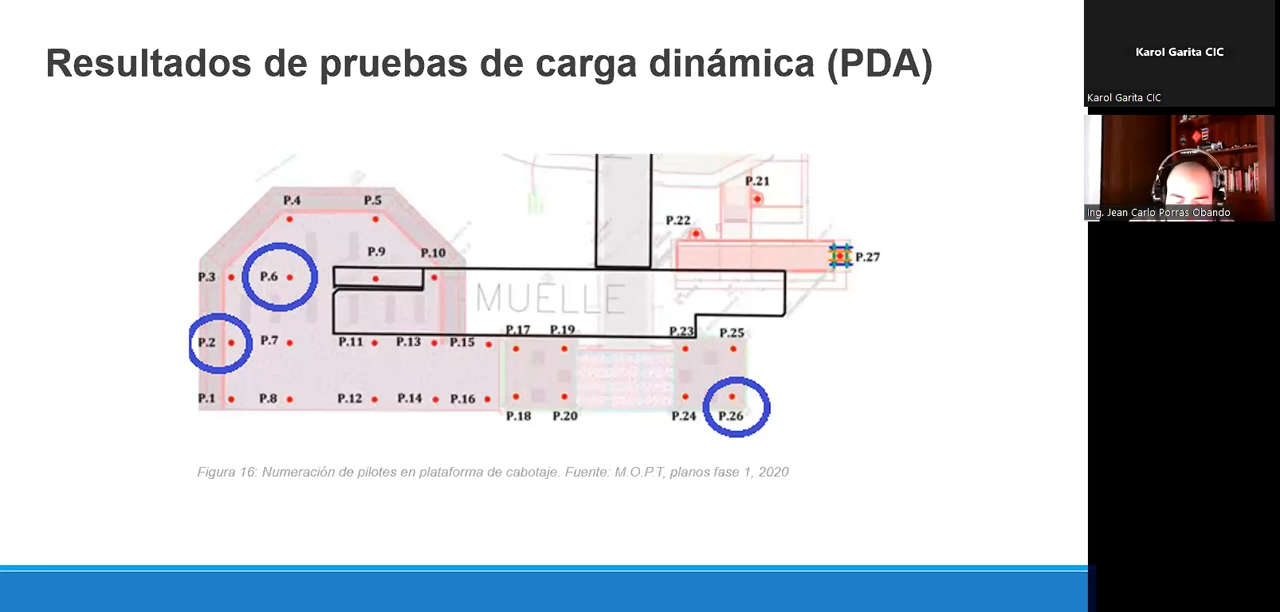 Resultados de pruebas de carga dinámica (PDA)
Karol Garita CIC
Karol Garita CIC
Ing. Jean Carlo Porras Obando
P.21
P.4
P.5
P.22
P.9
P.10
P.27
P.3
P.6
MUELLE
P.17
P.19
P.23
P.25
P.2
P.7
P.11
P.13
P.15
P.1
P.8
P.12
P.14
P.16
P.18
P.20
P.24
P.26
Figura 16: Numeración de pilotes en plataforma de cabotaje. Fuente: M.O.P.T, planos fase 1, 2020